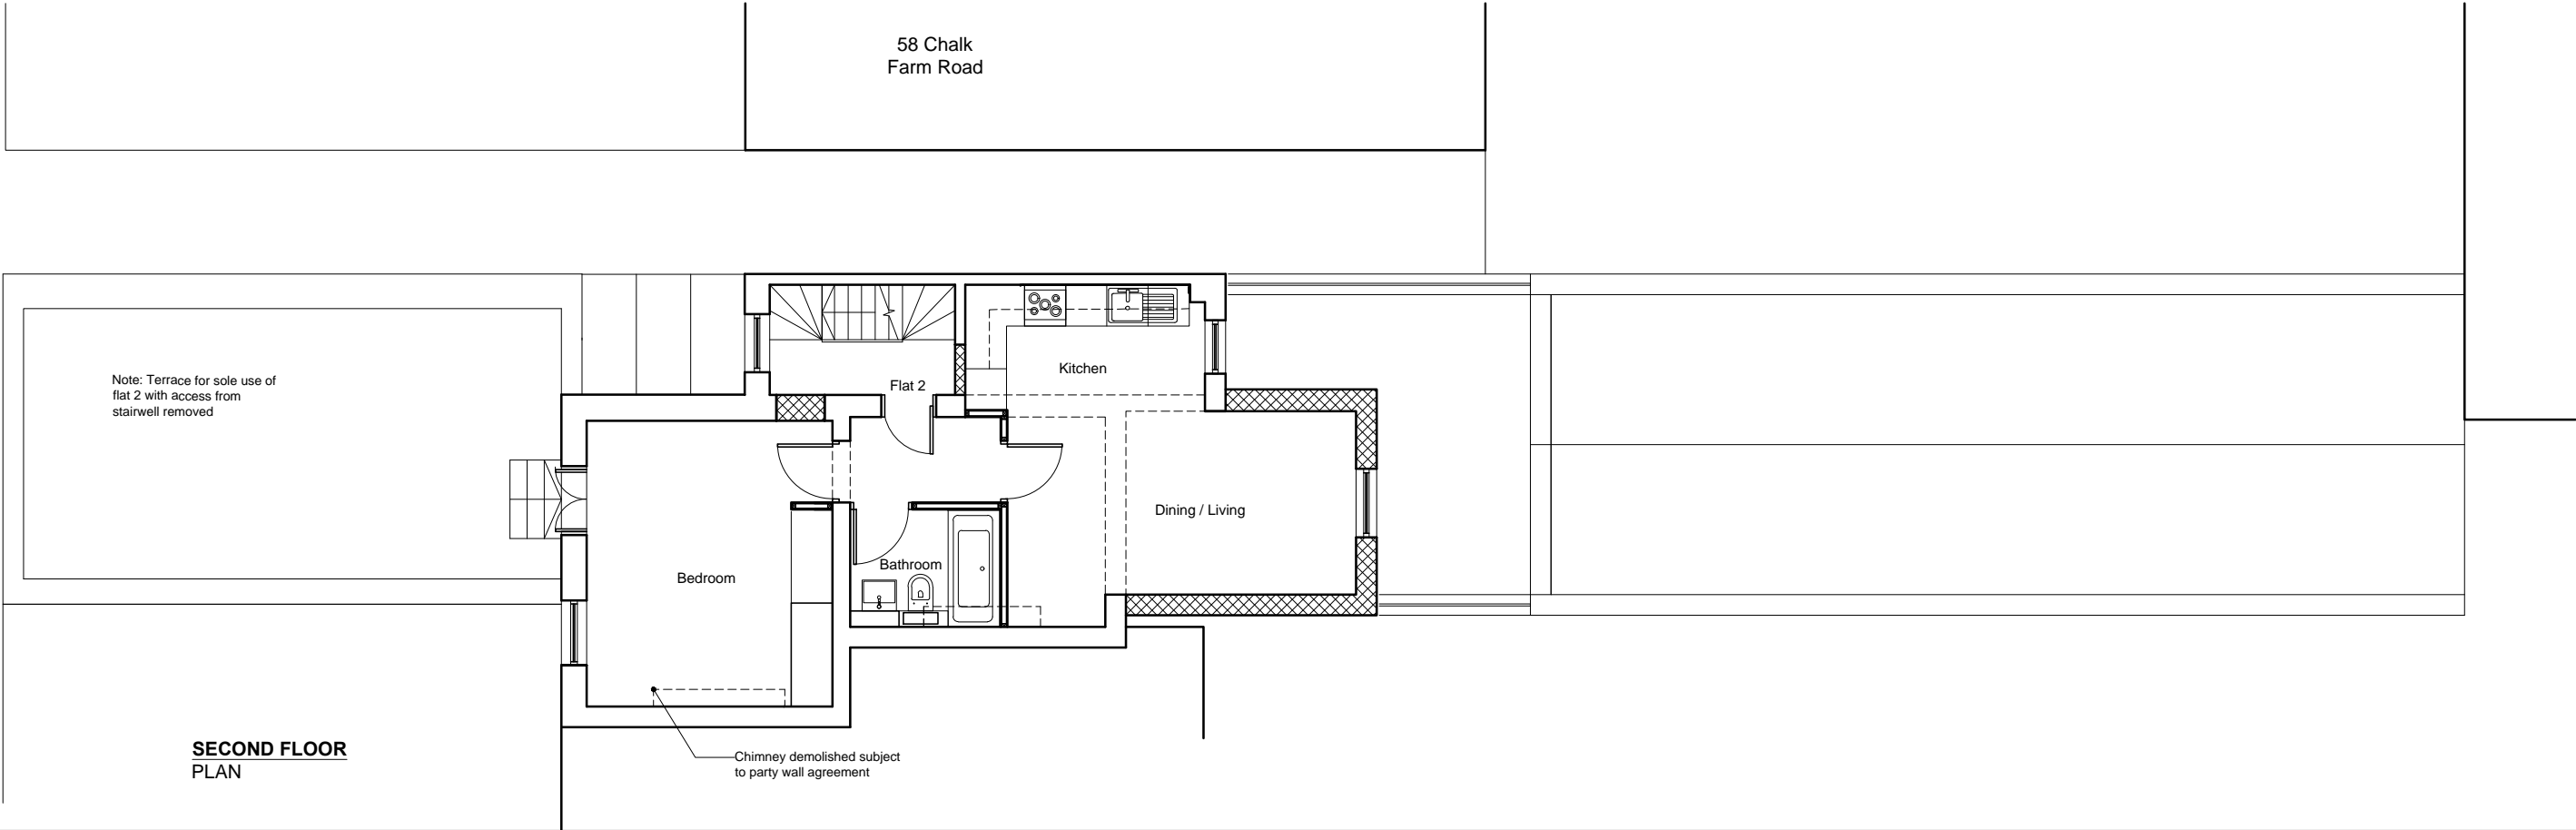 58 Chalk
Farm Road
Note: Terrace for sole use of
flat 2 with access from
stairwell removed
Flat 2
Kitchen
Dining / Living
Bathroom
Bedroom
SECOND FLOOR
PLAN
Chimney demolished subject
to party wall agreement